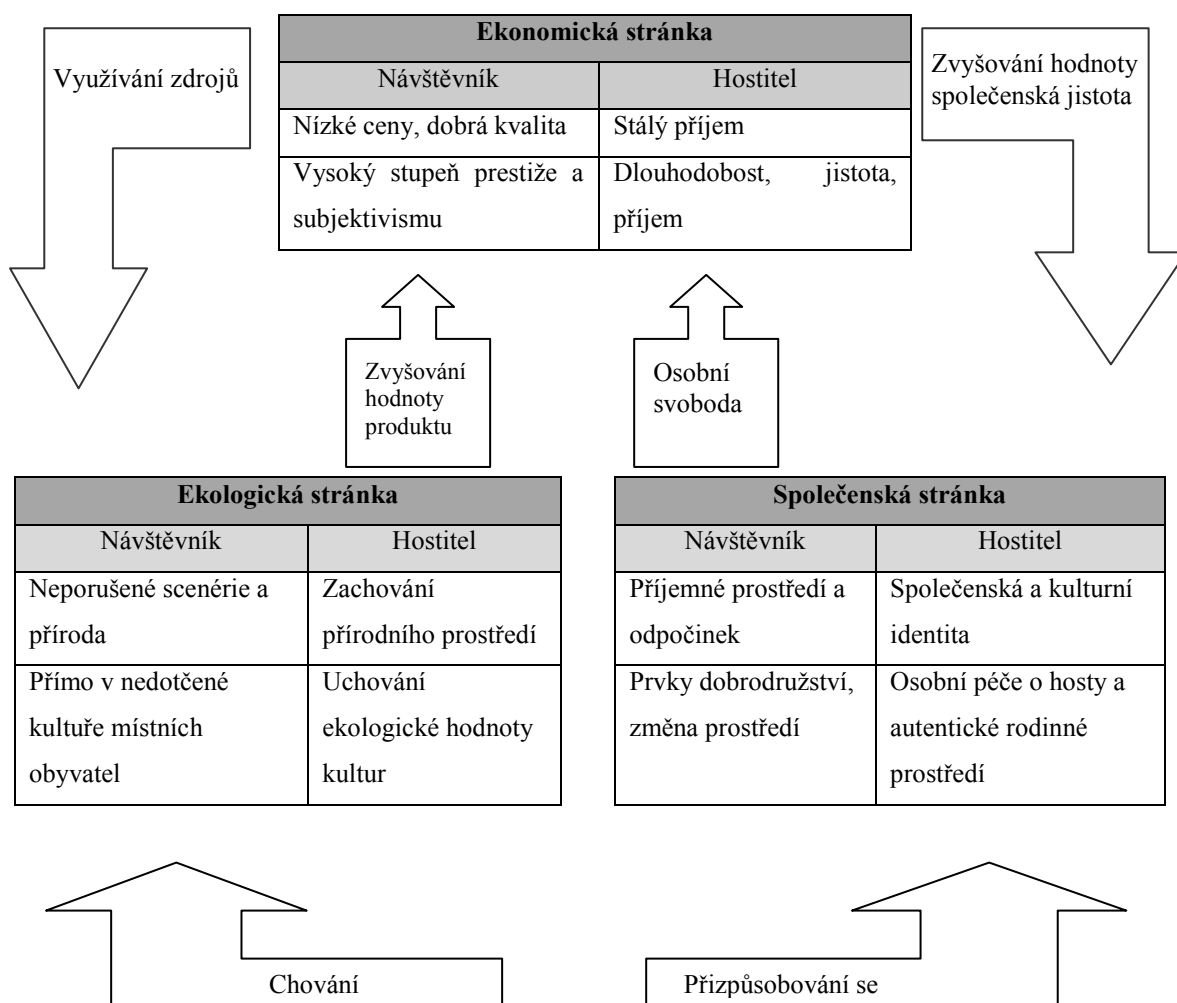 Ekonomická stránka
Využívání zdrojů
Návštěvník
Hostitel
Nízké ceny, dobrá kvalita
Stálý příjem
Vysoký stupeň prestiže a
subjektivismu
Dlouhodobost, jistota,
příjem
Zvyšování hodnoty
společenská jistota
Zvyšování
hodnoty
produktu
Osobní
svoboda
Ekologická stránka
Návštěvník
Hostitel
Neporušené scenérie a
příroda
Zachování
přírodního prostředí
Přímo v nedotčené
kultuře místních
obyvatel
Uchování
ekologické hodnoty
kultur
Společenská stránka
Návštěvník
Hostitel
Příjemné prostředí a
odpočinek
Společenská a kulturní
identita
Prvky dobrodružství,
změna prostředí
Osobní péče o hosty a
autentické rodinné
prostředí
Chování
Přizpůsobování se